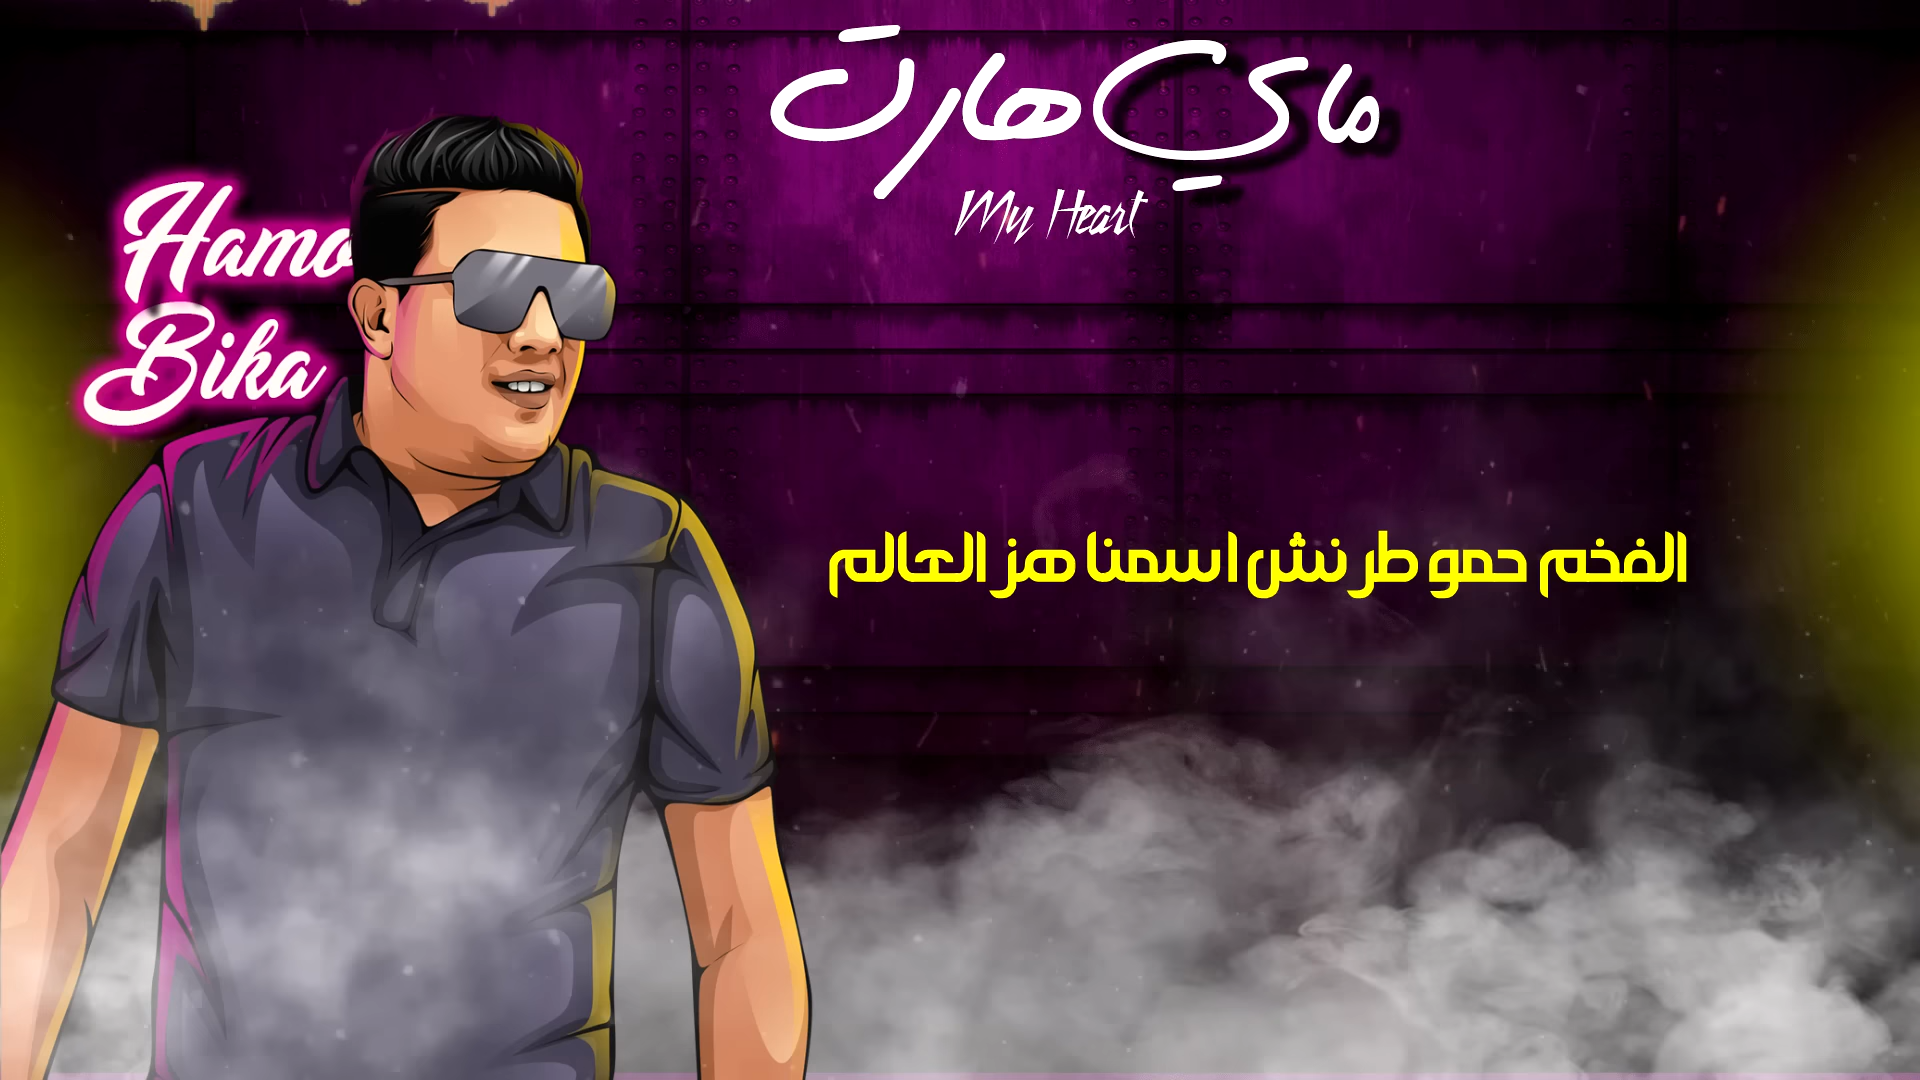 ماي هارت
My Heart
Hamo
Bika
الفخم حمو طرنش اسمنا هز العالم